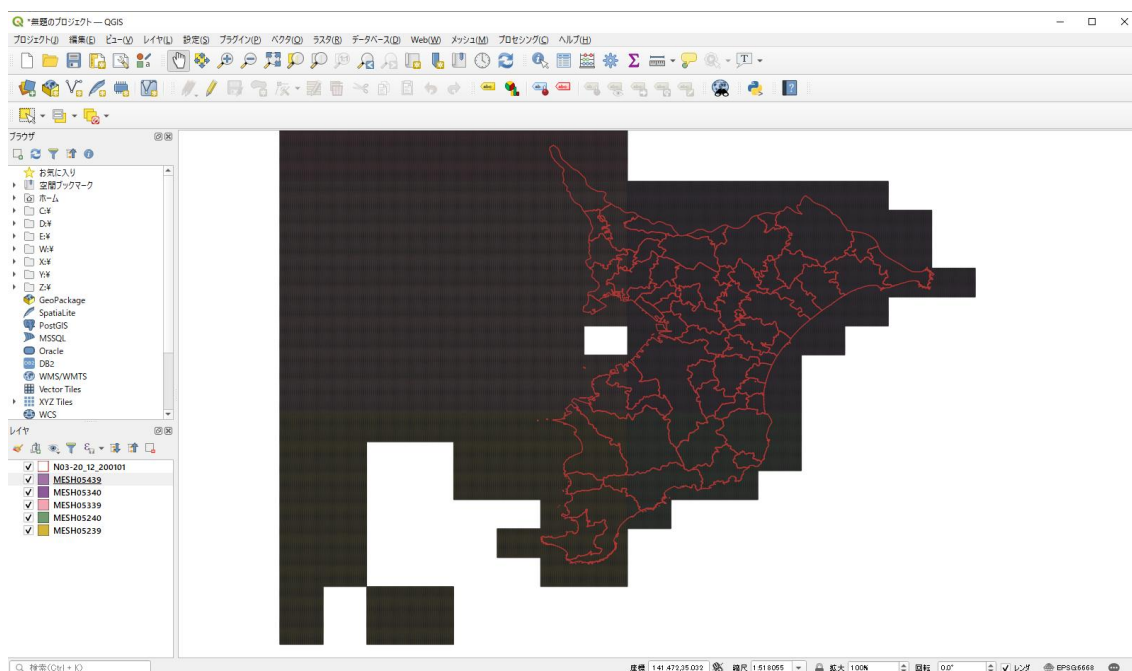 *無題のプロジェクト — QGIS
プロジェクト(J) 編集(E) ビュー(V) レイヤ(L) 設定(S) プラグイン(P) ベクタ(O) ラスタ(R) データベース(D) Web(W) メッシュ(M) プロセシング(C) ヘルプ(H)
ブラウザ
お気に入り
空間ブックマーク
ホーム
C:¥
D:¥
E:¥
W:¥
X:¥
Y:¥
Z:¥
GeoPackage
SpatiaLite
PostGIS
MSSQL
Oracle
DB2
WMS/WMTS
Vector Tiles
XYZ Tiles
WCS
レイヤ
N03-20_12_200101
MESH05439
MESH05340
MESH05339
MESH05240
MESH05239
検索(Ctrl + K)
座標 141.472,35.032 縮尺 1:518055 拡大 100% 回転 0.0° レンダ EPSG:6668